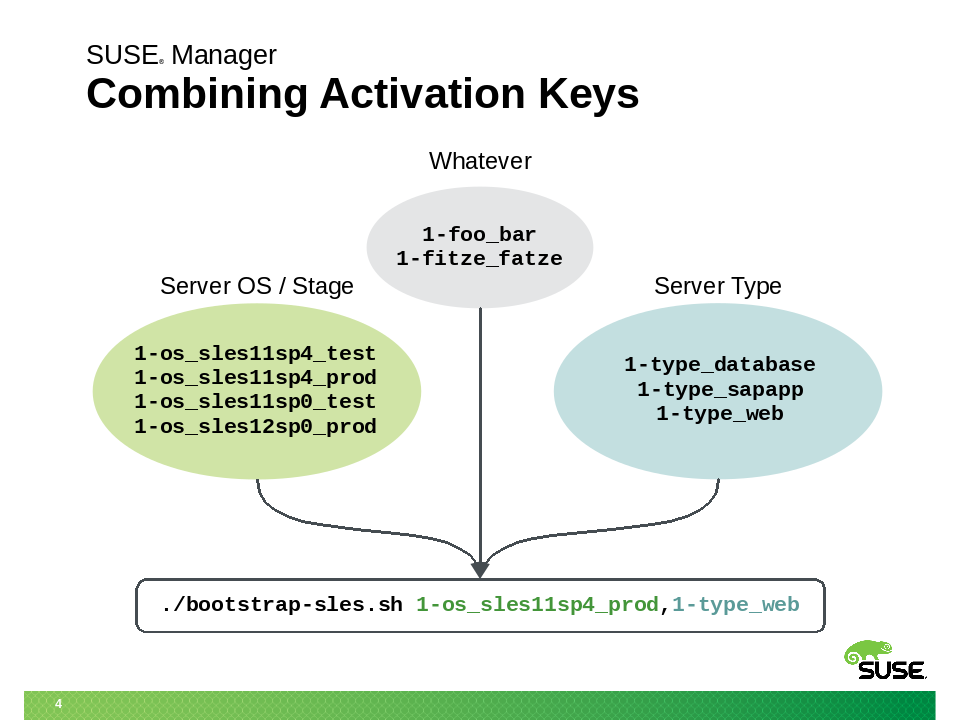 SUSE® Manager
Combining Activation Keys
Whatever
1-foo_bar
1-fitze_fatze
Server OS / Stage
1-os_sles11sp4_test
1-os_sles11sp4_prod
1-os_sles11sp0_test
1-os_sles12sp0_prod
Server Type
1-type_database
1-type_sapapp
1-type_web
./bootstrap-sles.sh 1-os_sles11sp4_prod,1-type_web
SUSE
4